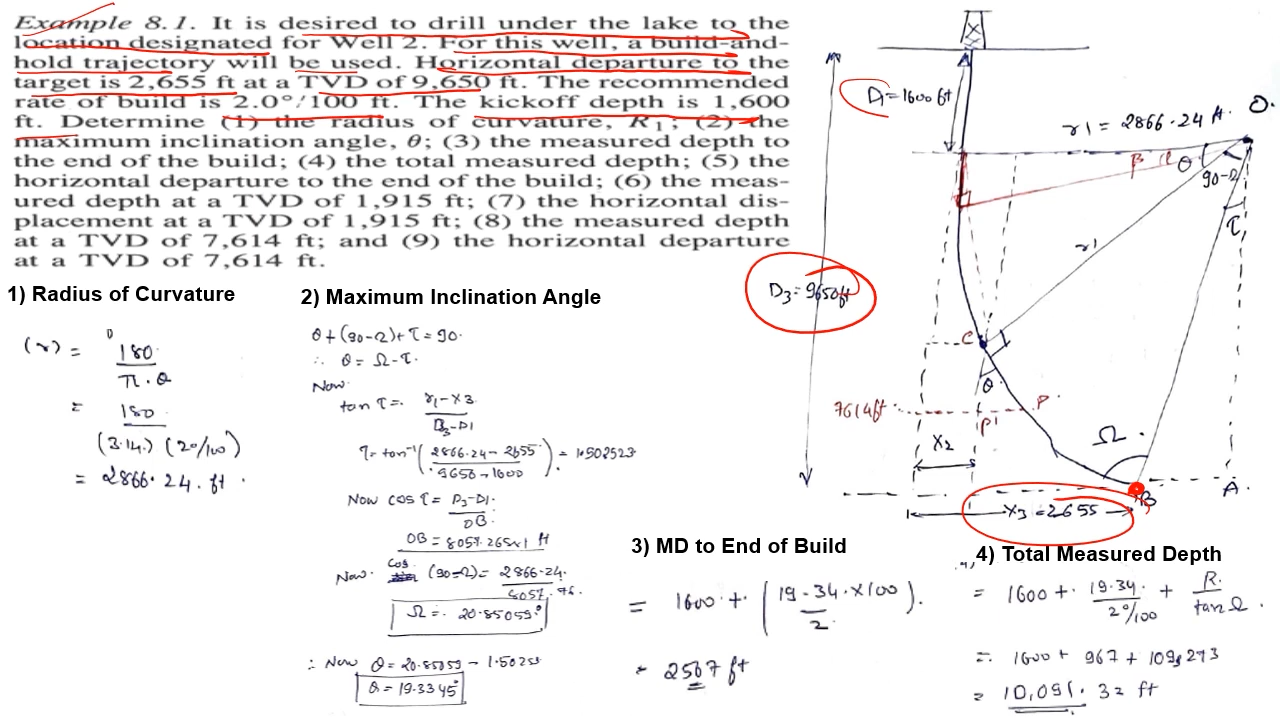 Example 8.1. It is desired to drill under the lake to the
location designated for Well 2. For this well, a build-and-
hold trajectory will be used. Horizontal departure to the
target is 2,655 ft at a TVD of 9,650 ft. The recommended
rate of build is 2.0°/100 ft. The kickoff depth is 1,600
ft. Determine (1) the radius of curvature, R1; (2) the
maximum inclination angle, θ; (3) the measured depth to
the end of the build; (4) the total measured depth; (5) the
horizontal departure to the end of the build; (6) the meas-
ured depth at a TVD of 1,915 ft; (7) the horizontal dis-
placement at a TVD of 1,915 ft; (8) the measured depth
at a TVD of 7,614 ft; and (9) the horizontal departure
at a TVD of 7,614 ft.
1) Radius of Curvature
(r) = 180
π . θ
= 180
(3.14.) (2°/100)
= 2866.24 . ft .
2) Maximum Inclination Angle
θ + (90-Ω) + τ = 90.
∴ θ = Ω - τ.
Now.
tan τ = r1 - x3
D3 - D1
τ = tan⁻¹ (2866.24 - 2655 / 9650 - 1600) = 1.502523
Now cos τ = D3 - D1.
OB.
Now. cos (90-Ω) = 2866.24.
Ω = 20.85059°
∴ Now θ = 20.85059 - 1.50253
θ = 19.3345°
3) MD to End of Build
= 1600 + (19.34 . × 100 / 2).
= 2567 ft
4) Total Measured Depth
= 1600 + 19.34. / 2°/100 + R. / tan Ω .
= 1600 + 967 +
= 10,091. 32 ft
D1 = 1600 ft
D3 = 9650ft
r1 = 2866.24 ft.
O.
θ
90-Ω
τ
r1
C
θ
7614ft
P
P'
X2
Ω .
B
A.
X3 = 2655